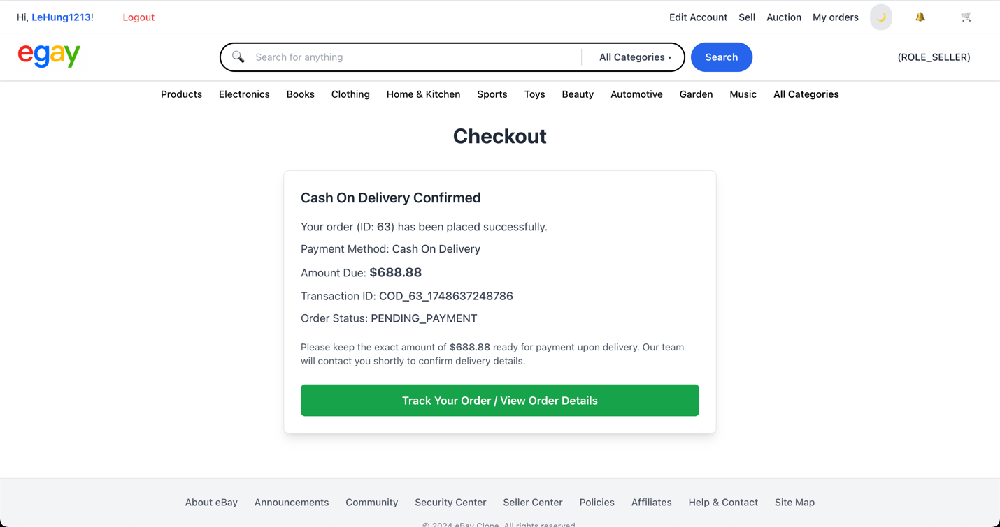 Hi, LeHung1213! Logout Edit Account Sell Auction My orders
egay Search for anything All Categories ▾ Search (ROLE_SELLER)
Products Electronics Books Clothing Home & Kitchen Sports Toys Beauty Automotive Garden Music All Categories
Checkout
Cash On Delivery Confirmed
Your order (ID: 63) has been placed successfully.
Payment Method: Cash On Delivery
Amount Due: $688.88
Transaction ID: COD_63_1748637248786
Order Status: PENDING_PAYMENT
Please keep the exact amount of $688.88 ready for payment upon delivery. Our team
will contact you shortly to confirm delivery details.
Track Your Order / View Order Details
About eBay Announcements Community Security Center Seller Center Policies Affiliates Help & Contact Site Map
© 2024 eBay Clone. All rights reserved.